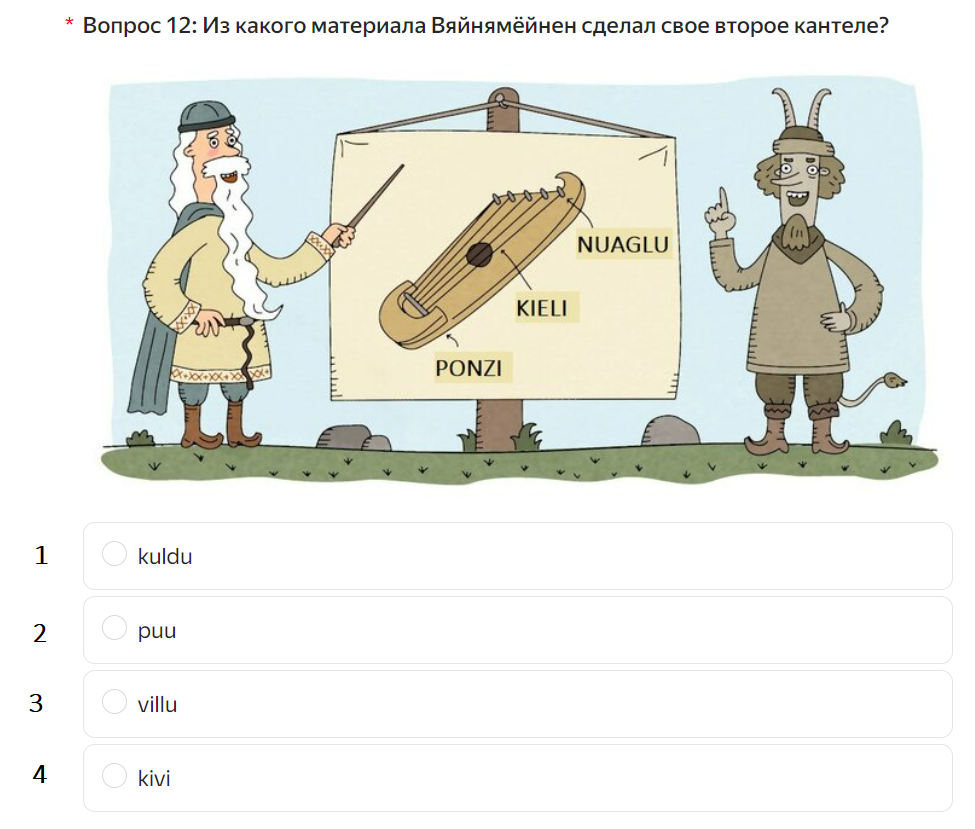 * Вопрос 12: Из какого материала Вяйнямёйнен сделал свое второе кантеле?
NUAGLU
KIELI
PONZI
1 kuldu
2 puu
3 villu
4 kivi